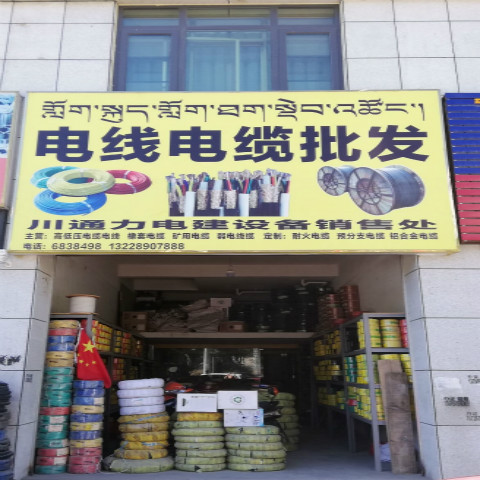 གློག་སྐུད་གློག་ཐག་སྡེབ་འཚོང་།
电线电缆批发
川通力电建设备销售处
主营：高低压电缆电线 橡套电缆 矿用电缆 弱电线缆 定制：耐火电缆 预分支电缆 铝合金电缆
电话：6838498 13228907888